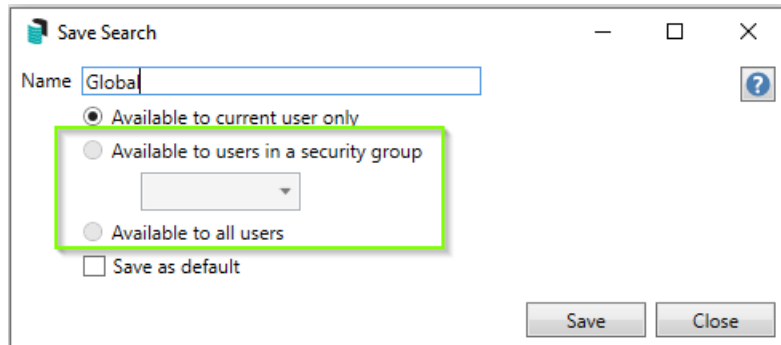 Save Search
Name Global
Available to current user only
Available to users in a security group
Available to all users
Save as default
Save Close